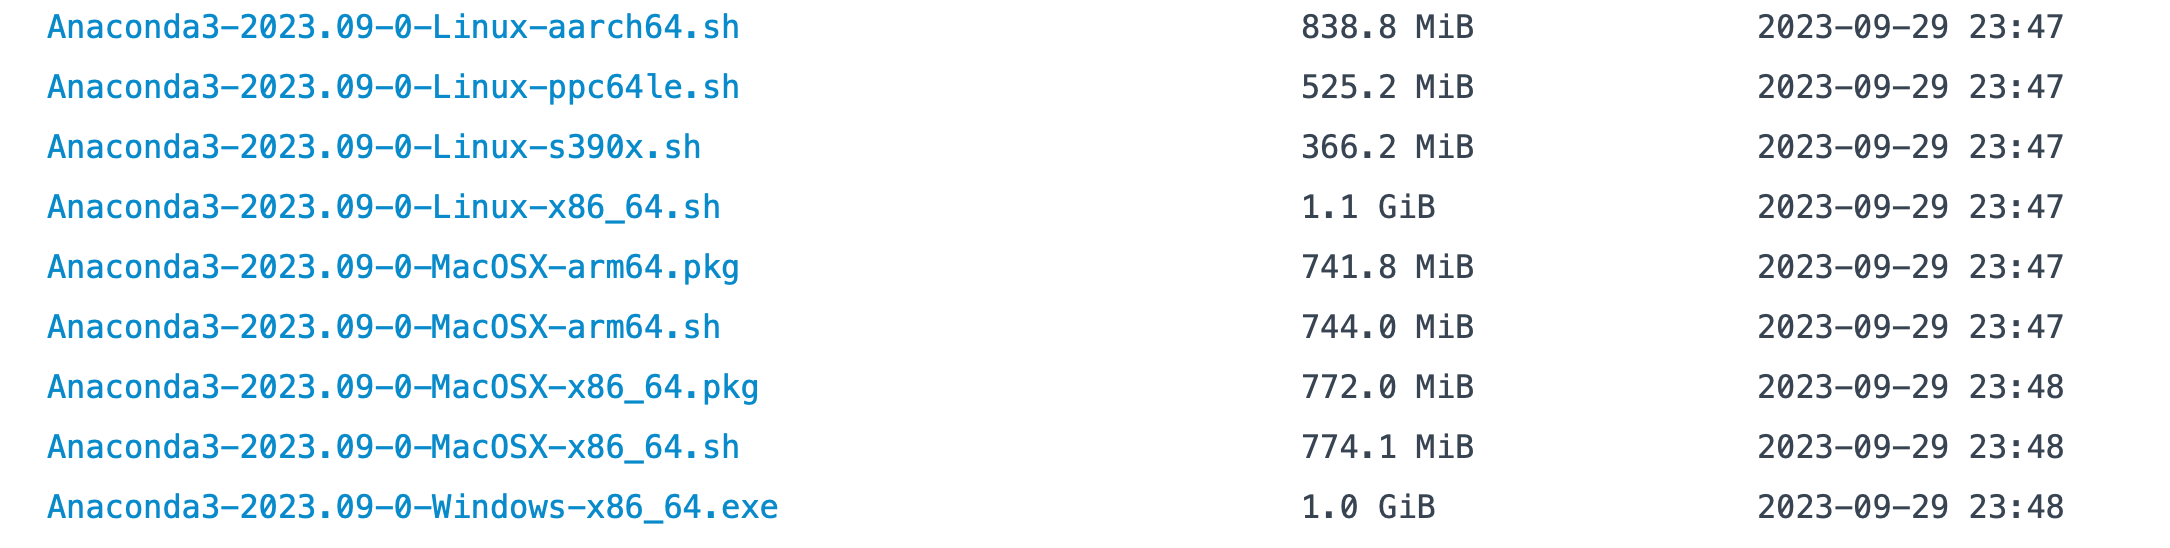 Anaconda3-2023.09-0-Linux-aarch64.sh 838.8 MiB 2023-09-29 23:47
Anaconda3-2023.09-0-Linux-ppc64le.sh 525.2 MiB 2023-09-29 23:47
Anaconda3-2023.09-0-Linux-s390x.sh 366.2 MiB 2023-09-29 23:47
Anaconda3-2023.09-0-Linux-x86_64.sh 1.1 GiB 2023-09-29 23:47
Anaconda3-2023.09-0-MacOSX-arm64.pkg 741.8 MiB 2023-09-29 23:47
Anaconda3-2023.09-0-MacOSX-arm64.sh 744.0 MiB 2023-09-29 23:47
Anaconda3-2023.09-0-MacOSX-x86_64.pkg 772.0 MiB 2023-09-29 23:48
Anaconda3-2023.09-0-MacOSX-x86_64.sh 774.1 MiB 2023-09-29 23:48
Anaconda3-2023.09-0-Windows-x86_64.exe 1.0 GiB 2023-09-29 23:48